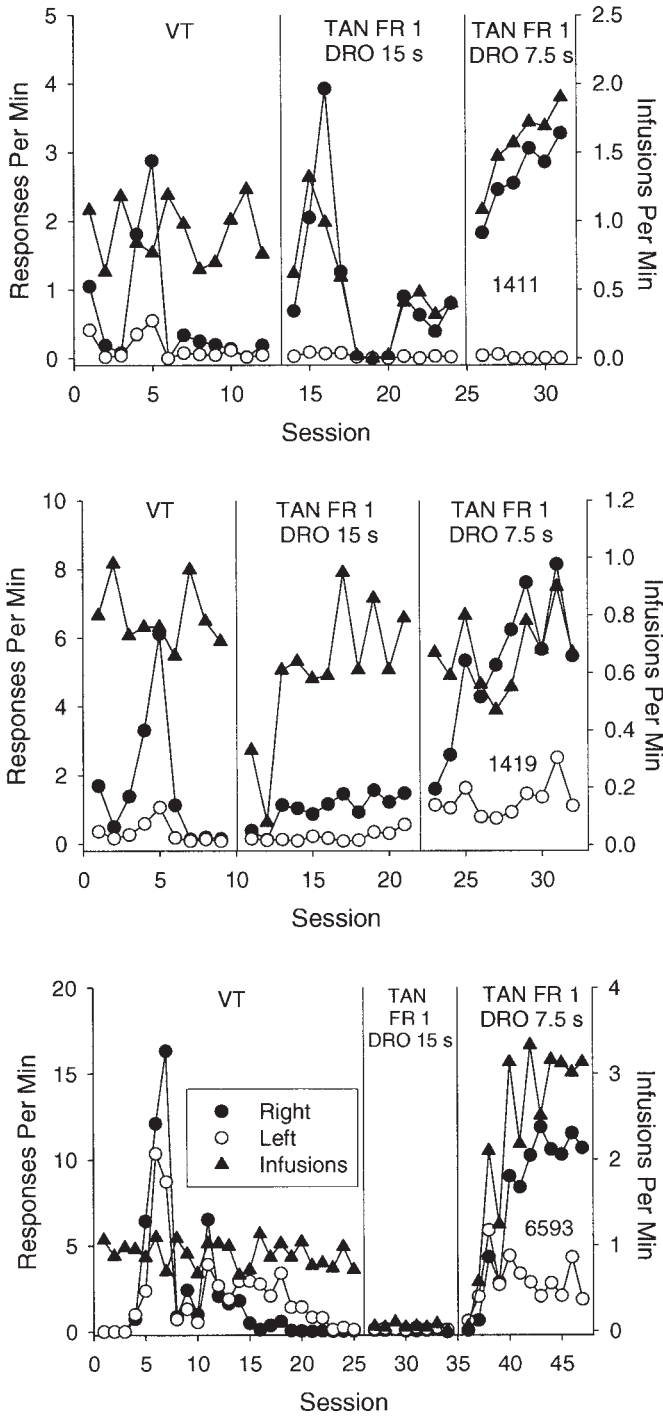 VT
TAN FR 1
DRO 15 s
TAN FR 1
DRO 7.5 s
5
4
3
2
1
0
Responses Per Min
2.5
2.0
1.5
1.0
0.5
0.0
Infusions Per Min
1411
0 5 10 15 20 25 30
Session
VT
TAN FR 1
DRO 15 s
TAN FR 1
DRO 7.5 s
10
8
6
4
2
0
Responses Per Min
1.2
1.0
0.8
0.6
0.4
0.2
0.0
Infusions Per Min
1419
0 5 10 15 20 25 30
Session
VT
TAN
FR 1
DRO 15 s
TAN FR 1
DRO 7.5 s
20
15
10
5
0
Responses Per Min
4
3
2
1
0
Infusions Per Min
Right
Left
Infusions
6593
0 5 10 15 20 25 30 35 40 45
Session